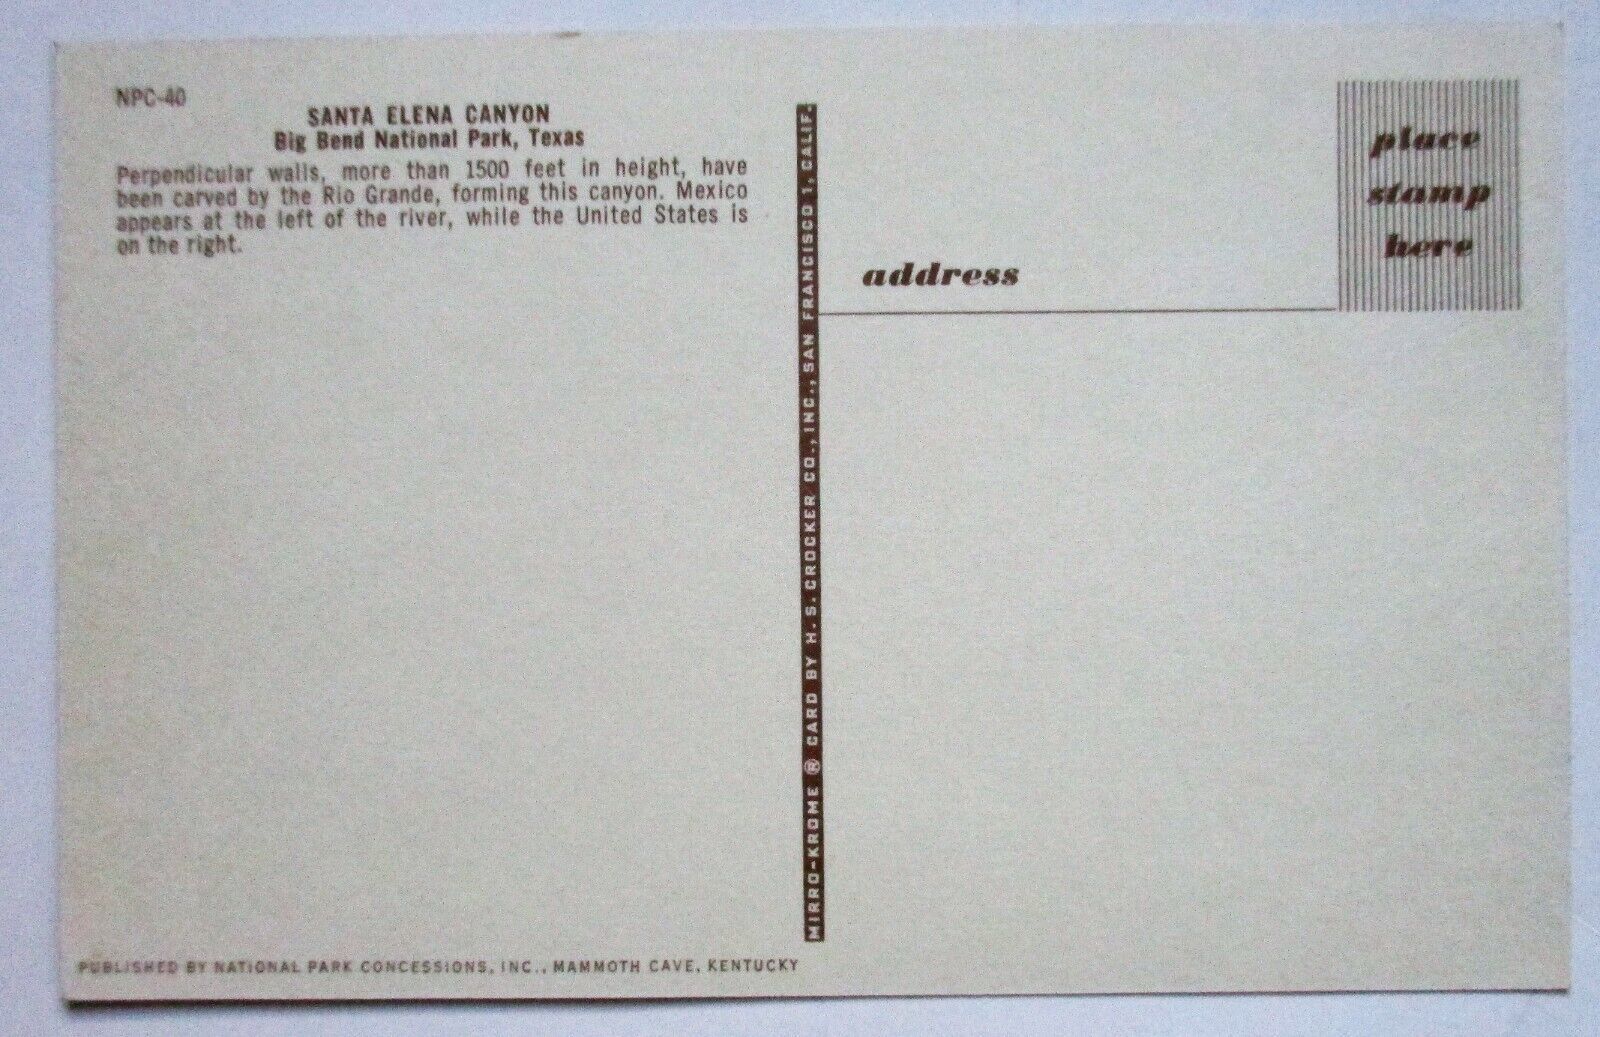 NPC-40
SANTA ELENA CANYON
Big Bend National Park, Texas
Perpendicular walls, more than 1500 feet in height, have
been carved by the Rio Grande, forming this canyon. Mexico
appears at the left of the river, while the United States is
on the right.
PUBLISHED BY NATIONAL PARK CONCESSIONS, INC., MAMMOTH CAVE, KENTUCKY
MIRRO-KROME ® CARD BY H. S. CROCKER CO., INC., SAN FRANCISCO 1, CALIF.
place
stamp
here
address